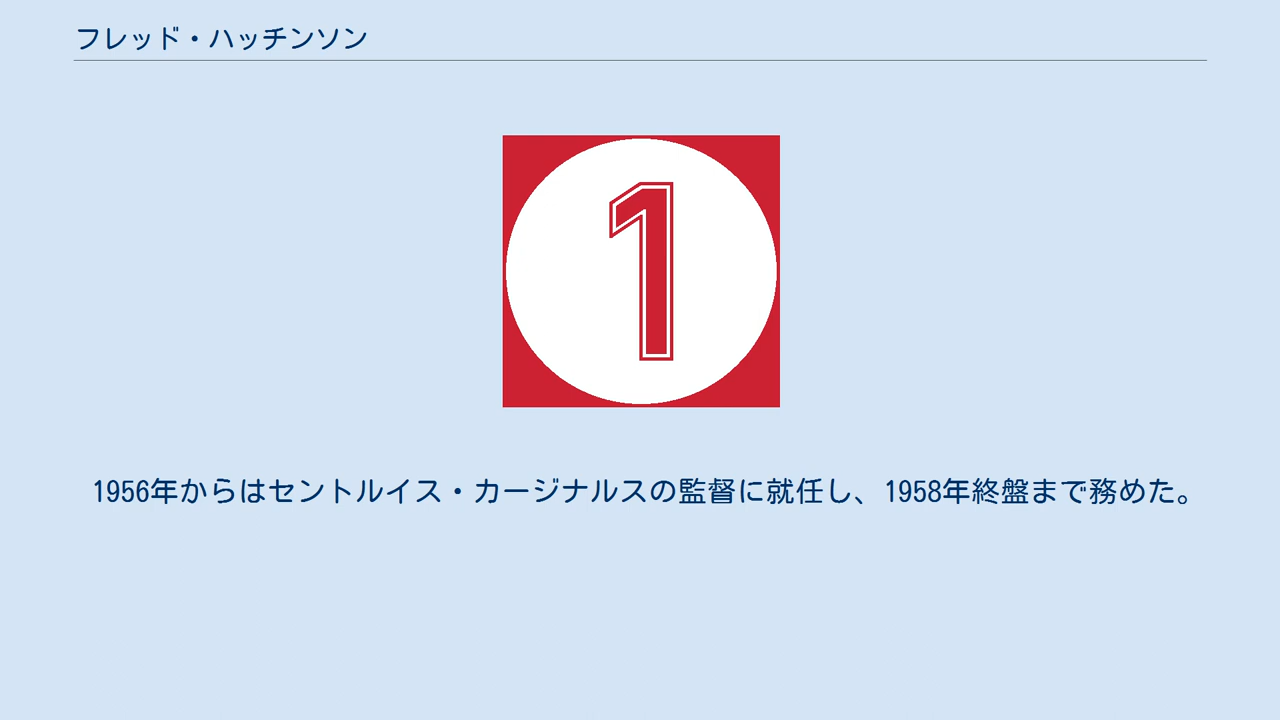 フレッド・ハッチンソン
1
1956年からはセントルイス・カージナルスの監督に就任し、1958年終盤まで務めた。